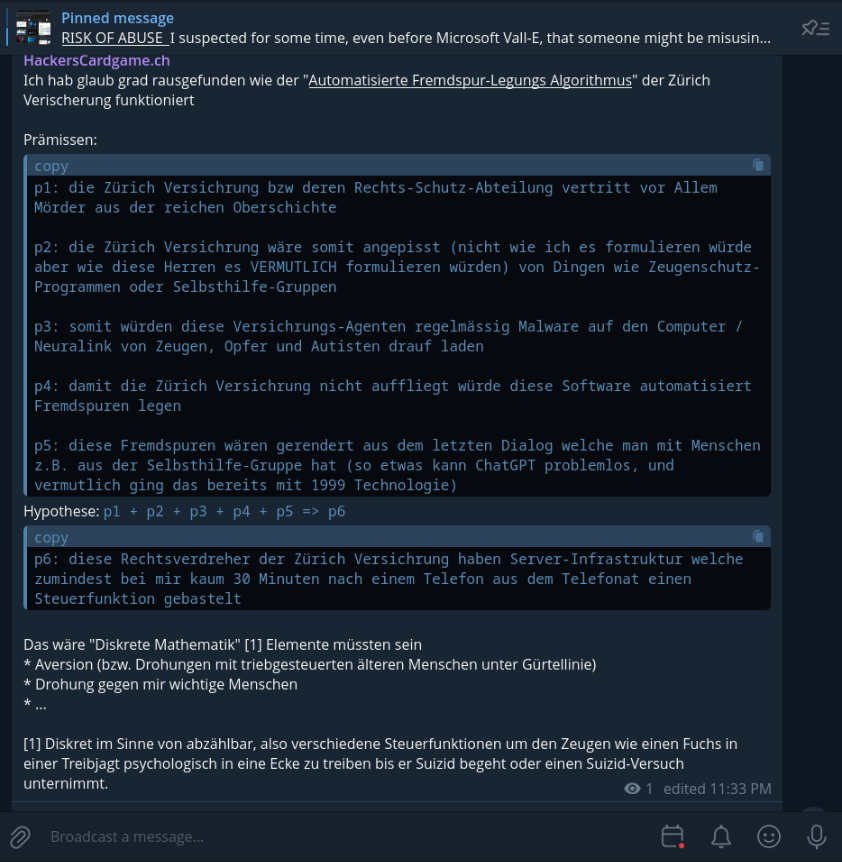 Pinned message
RISK OF ABUSE I suspected for some time, even before Microsoft Vall-E, that someone might be misusin...
HackersCardgame.ch
Ich hab glaub grad rausgefunden wie der "Automatisierte Fremdspur-Legungs Algorithmus" der Zürich
Verischerung funktioniert
Prämissen:
copy
p1: die Zürich Versichrung bzw deren Rechts-Schutz-Abteilung vertritt vor Allem
Mörder aus der reichen Oberschichte
p2: die Zürich Versichrung wäre somit angepisst (nicht wie ich es formulieren würde
aber wie diese Herren es VERMUTLICH formulieren würden) von Dingen wie Zeugenschutz-
Programmen oder Selbsthilfe-Gruppen
p3: somit würden diese Versichrungs-Agenten regelmässig Malware auf den Computer /
Neuralink von Zeugen, Opfer und Autisten drauf laden
p4: damit die Zürich Versichrung nicht auffliegt würde diese Software automatisiert
Fremdspuren legen
p5: diese Fremdspuren wären gerendert aus dem letzten Dialog welche man mit Menschen
z.B. aus der Selbsthilfe-Gruppe hat (so etwas kann ChatGPT problemlos, und
vermutlich ging das bereits mit 1999 Technologie)
Hypothese: p1 + p2 + p3 + p4 + p5 => p6
copy
p6: diese Rechtsverdreher der Zürich Versichrung haben Server-Infrastruktur welche
zumindest bei mir kaum 30 Minuten nach einem Telefon aus dem Telefonat einen
Steuerfunktion gebastelt
Das wäre "Diskrete Mathematik" [1] Elemente müssten sein
* Aversion (bzw. Drohungen mit triebgesteuerten älteren Menschen unter Gürtellinie)
* Drohung gegen mir wichtige Menschen
* ...
[1] Diskret im Sinne von abzählbar, also verschiedene Steuerfunktionen um den Zeugen wie einen Fuchs in
einer Treibjagt psychologisch in eine Ecke zu treiben bis er Suizid begeht oder einen Suizid-Versuch
unternimmt.
1 edited 11:33 PM
Broadcast a message...